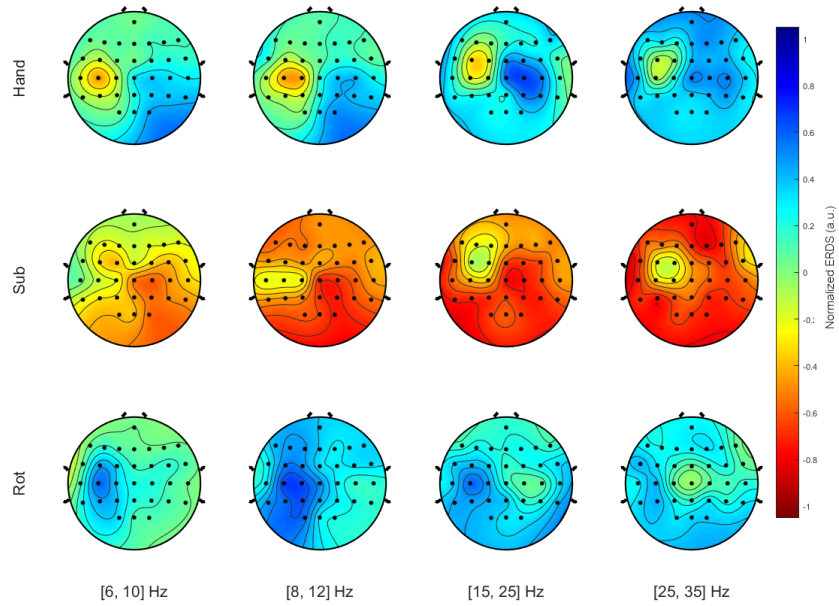 Hand
Sub
Rot
[6, 10] Hz
[8, 12] Hz
[15, 25] Hz
[25, 35] Hz
1
0.8
0.6
0.4
0.2
0
-0.:
-0.4
-0.6
-0.8
-1
Normalized ERDS (a.u.)